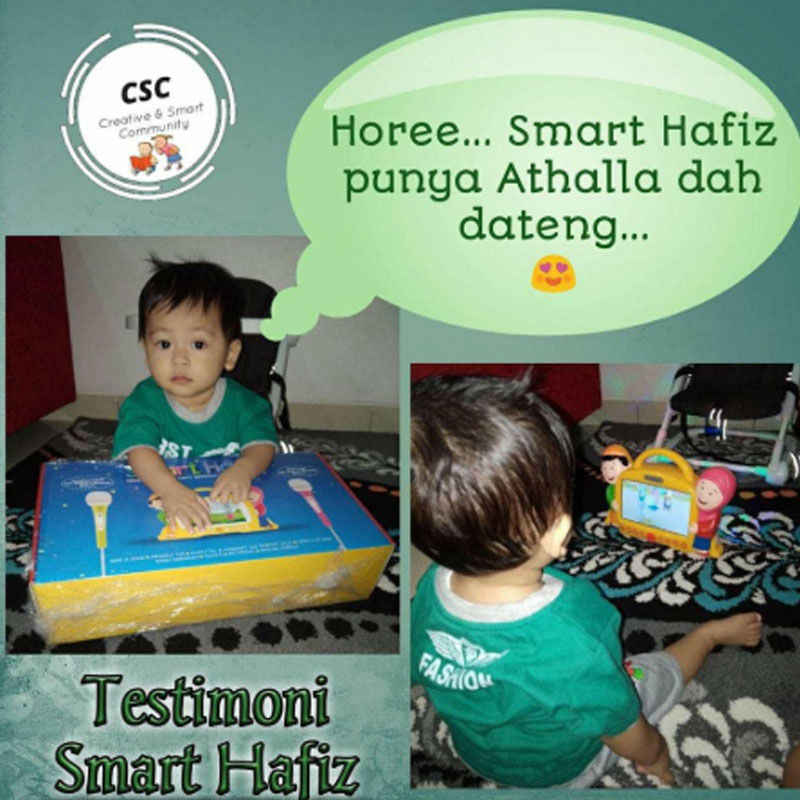 CSC
Creative & Smart
Community
Horee... Smart Hafiz
punya Athalla dah
dateng...
FASHION
Testimoni
Smart Hafiz